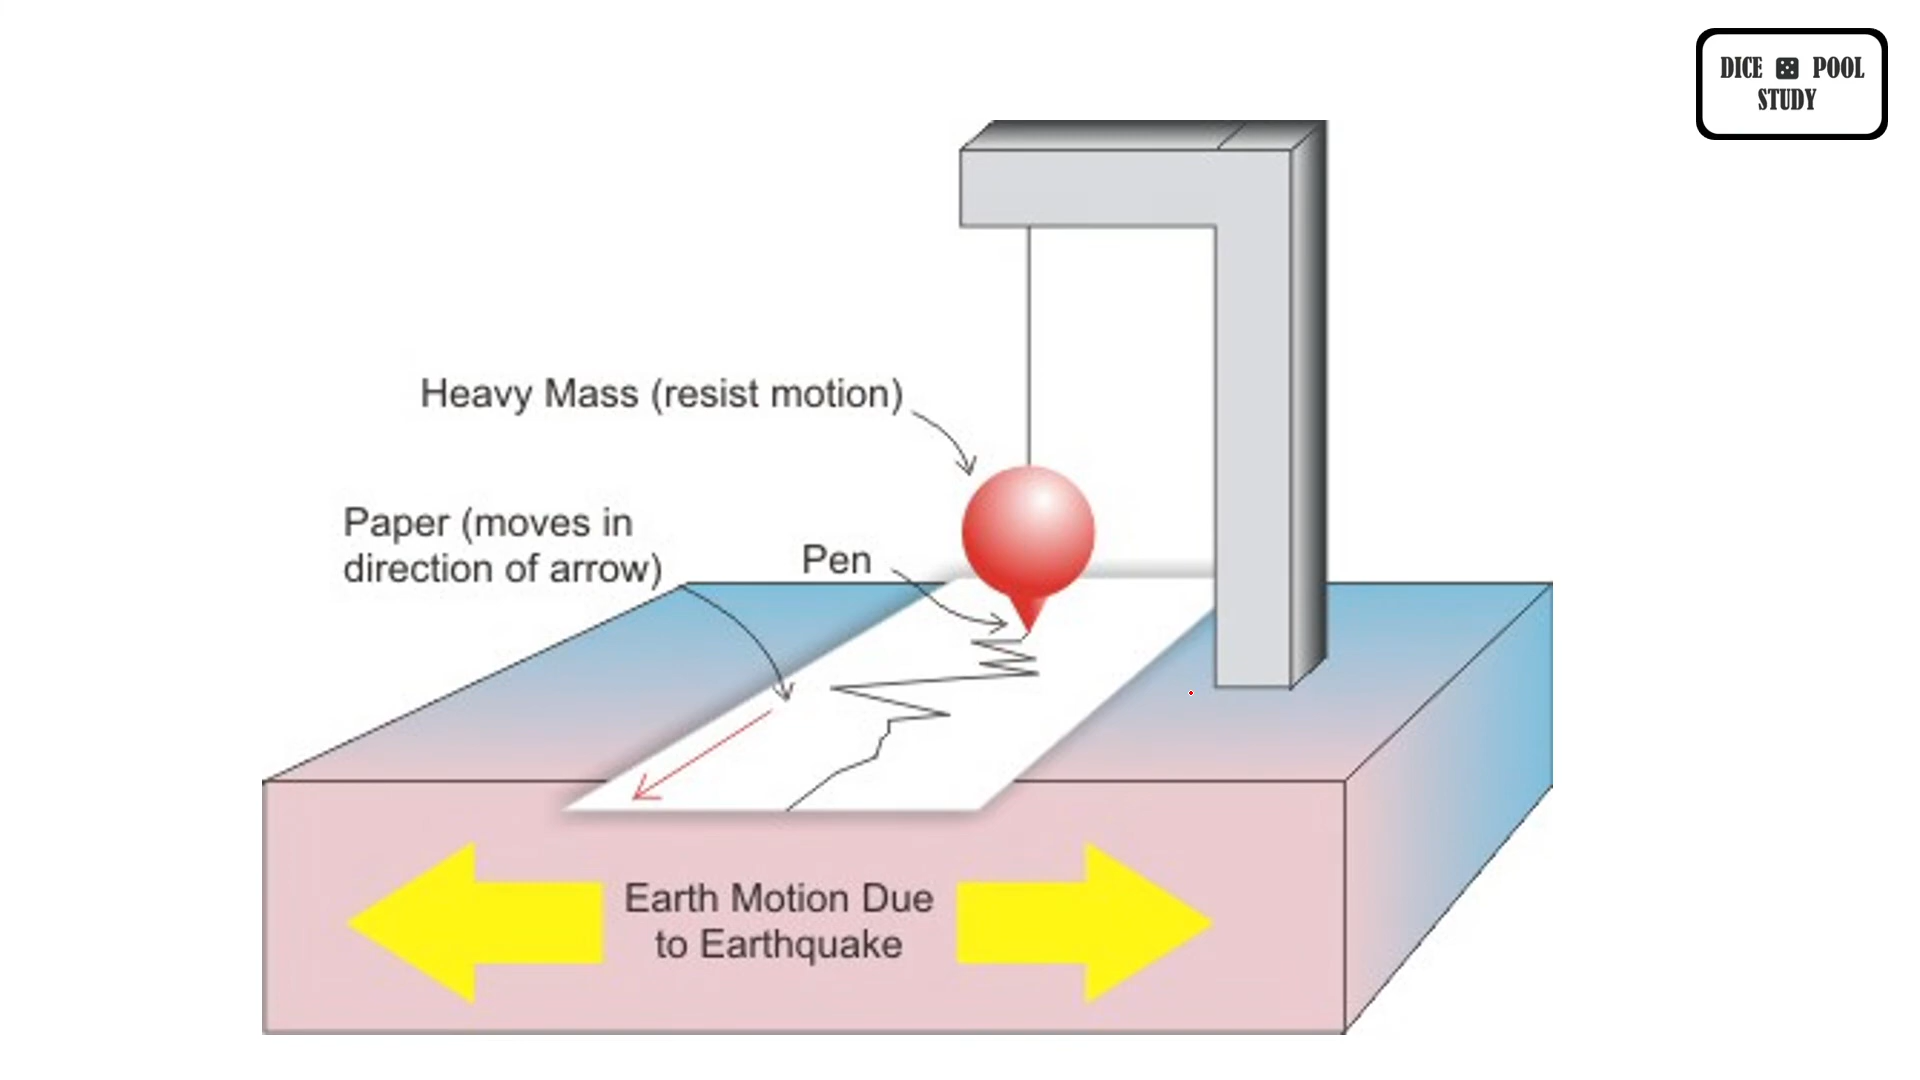 DICE POOL
STUDY
Heavy Mass (resist motion)
Paper (moves in
direction of arrow)
Pen
Earth Motion Due
to Earthquake